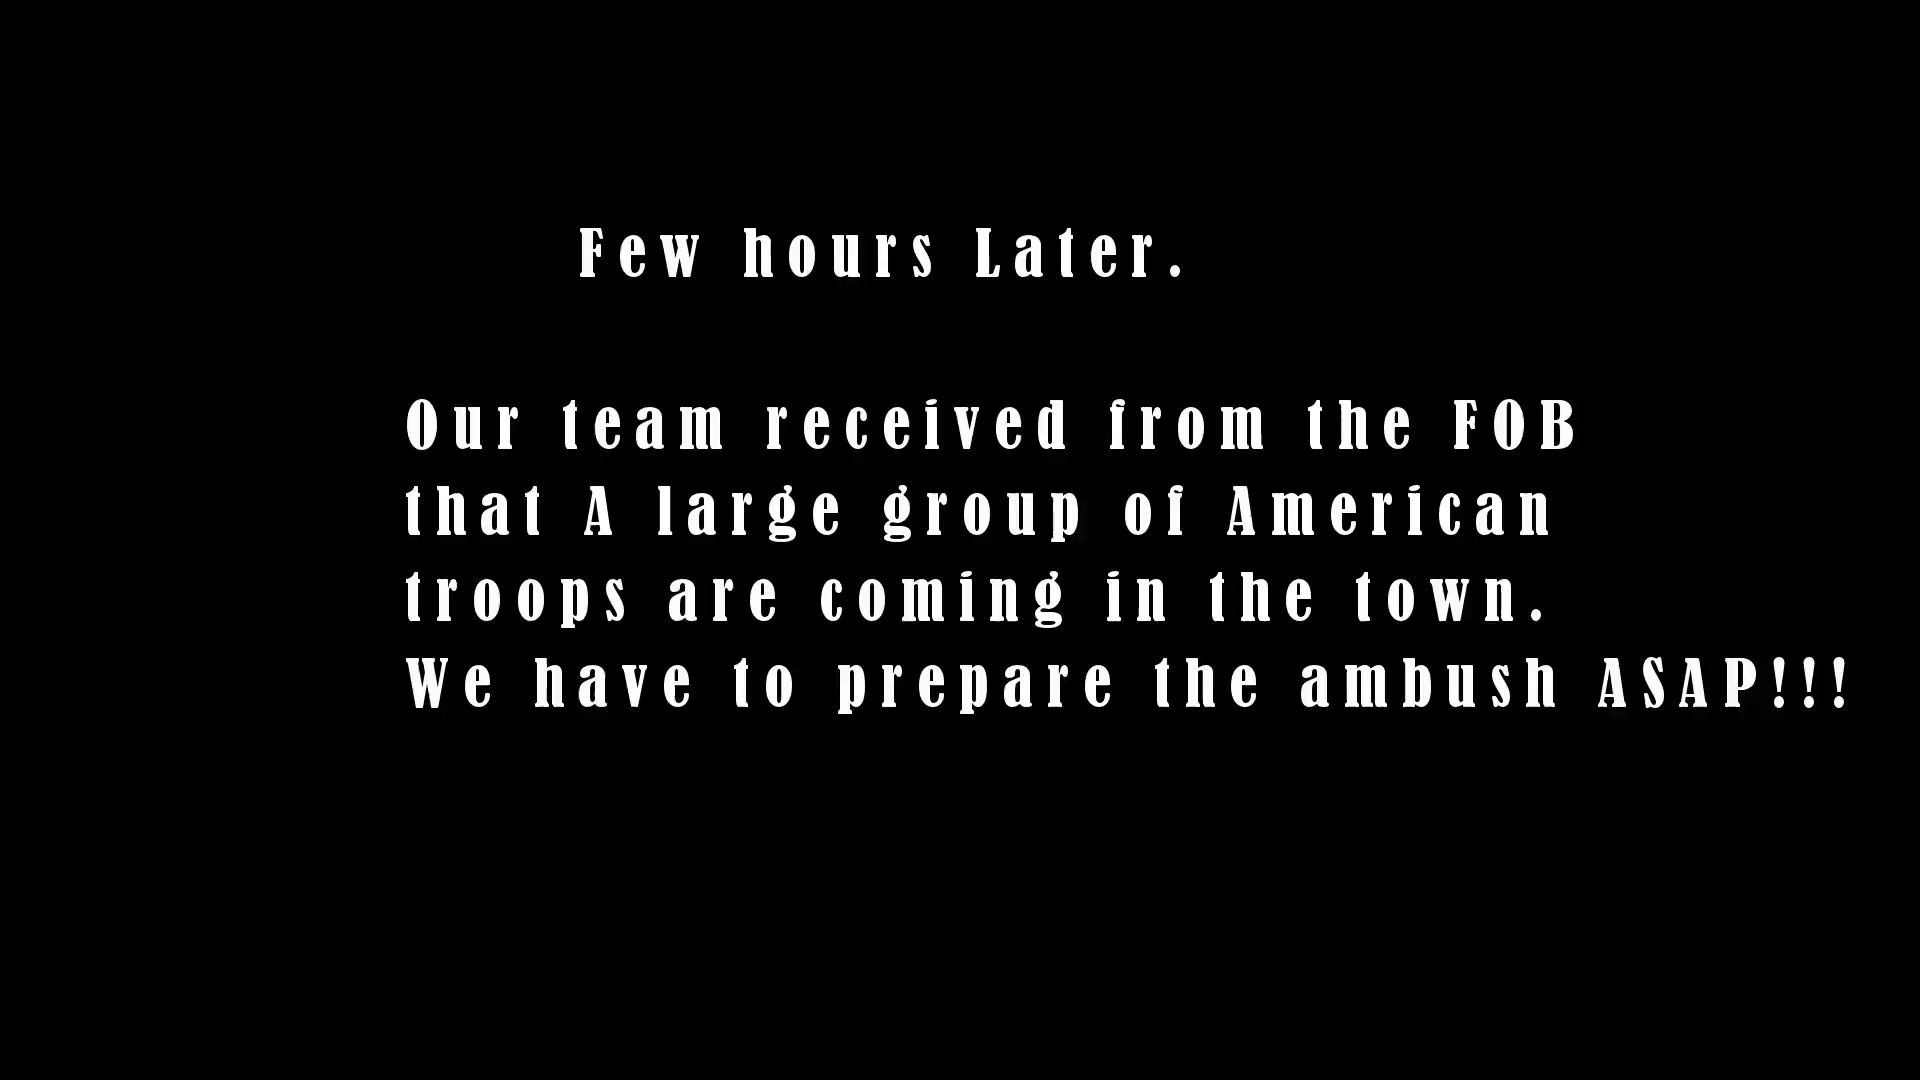 Few hours Later.
Our team received from the FOB
that A large group of American
troops are coming in the town.
We have to prepare the ambush ASAP!!!